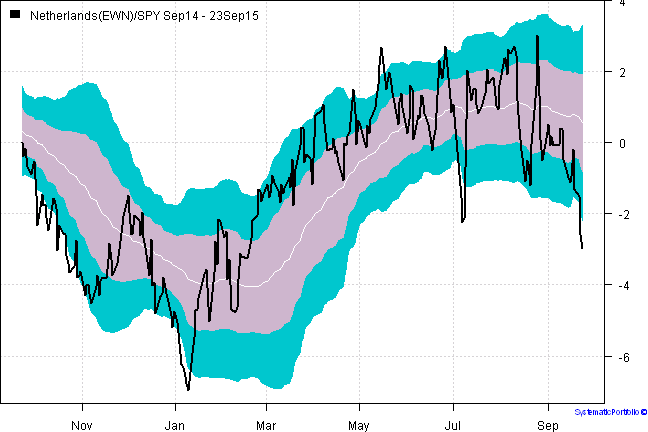 Netherlands(EWN)/SPY Sep14 - 23Sep15
4
2
0
-2
-4
-6
Nov Jan Mar May Jul Sep
SystematicPortfolio ©